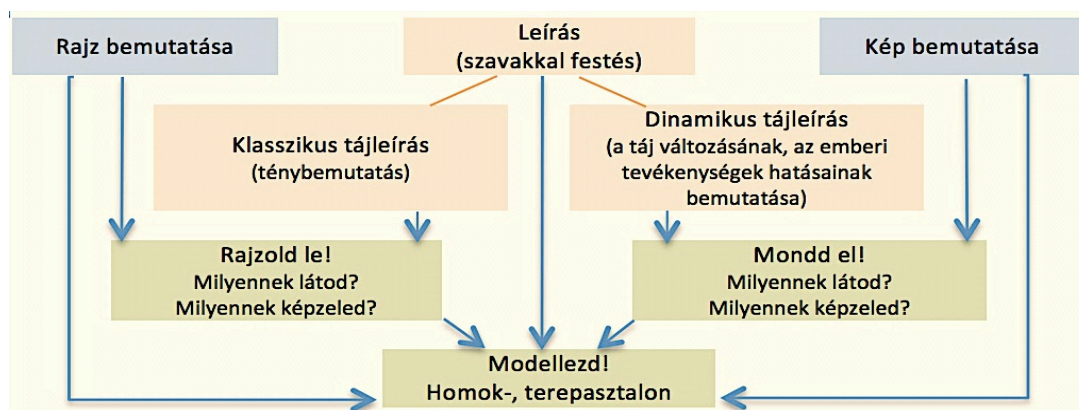 Rajz bemutatása
Leírás
(szavakkal festés)
Kép bemutatása
Klasszikus tájleírás
(ténybemutatás)
Dinamikus tájleírás
(a táj változásának, az emberi
tevékenységek hatásainak
bemutatása)
Rajzold le!
Milyennek látod?
Milyennek képzeled?
Mondd el!
Milyennek látod?
Milyennek képzeled?
Modellezd!
Homok-, terepasztalon